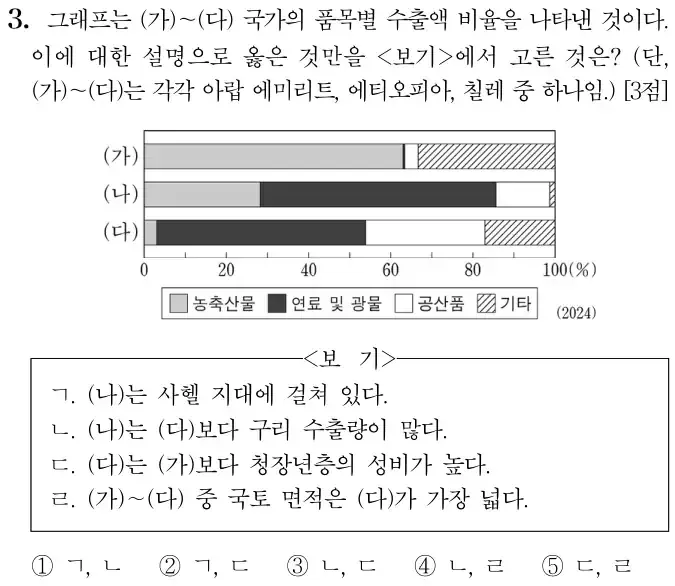 3. 그래프는 (가)~(다) 국가의 품목별 수출액 비율을 나타낸 것이다.
이에 대한 설명으로 옳은 것만을 <보기>에서 고른 것은? (단,
(가)~(다)는 각각 아랍 에미리트, 에티오피아, 칠레 중 하나임.) [3점]
(가)
(나)
(다)
0 20 40 60 80 100(%)
농축산물 연료 및 광물 공산품 기타 (2024)
<보 기>
ㄱ. (나)는 사헬 지대에 걸쳐 있다.
ㄴ. (나)는 (다)보다 구리 수출량이 많다.
ㄷ. (다)는 (가)보다 청장년층의 성비가 높다.
ㄹ. (가)~(다) 중 국토 면적은 (다)가 가장 넓다.
① ㄱ, ㄴ ② ㄱ, ㄷ ③ ㄴ, ㄷ ④ ㄴ, ㄹ ⑤ ㄷ, ㄹ